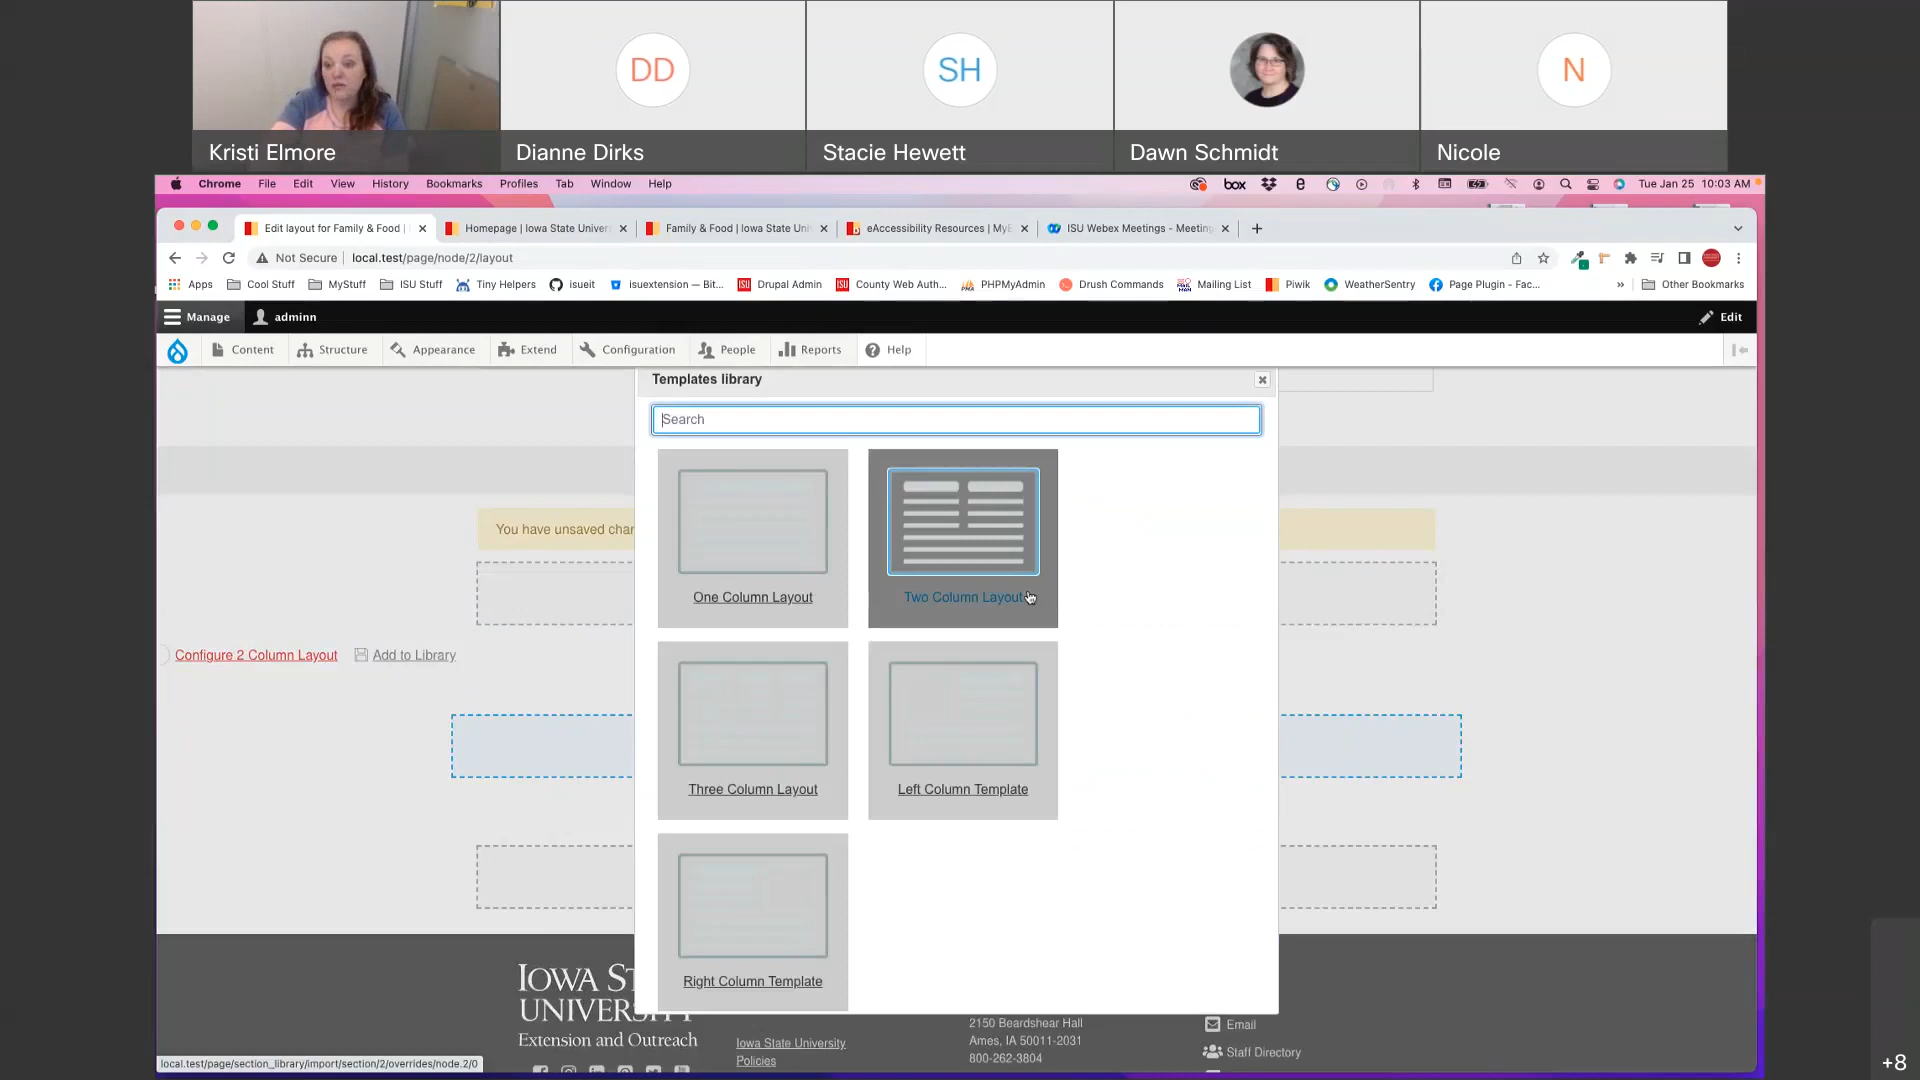 DD
SH
N
Kristi Elmore
Dianne Dirks
Stacie Hewett
Dawn Schmidt
Nicole
Chrome File Edit View History Bookmarks Profiles Tab Window Help
box
Tue Jan 25 10:03 AM
Edit layout for Family & Food |
Homepage | Iowa State Univers
Family & Food | Iowa State Uni
eAccessibility Resources | MyE
ISU Webex Meetings - Meeting
Not Secure local.test/page/node/2/layout
Apps Cool Stuff MyStuff ISU Stuff Tiny Helpers isueit isuextension — Bit... Drupal Admin County Web Auth... PHPMyAdmin Drush Commands Mailing List Piwik WeatherSentry Page Plugin - Fac... » Other Bookmarks
Manage adminn Edit
Content Structure Appearance Extend Configuration People Reports Help
Templates library
Search
One Column Layout
Two Column Layout
You have unsaved chan
Configure 2 Column Layout Add to Library
Three Column Layout
Left Column Template
Right Column Template
IOWA ST
UNIVERSITY
Extension and Outreach
Iowa State University
Policies
2150 Beardshear Hall
Ames, IA 50011-2031
800-262-3804
Email
Staff Directory
local.test/page/section_library/import/section/2/overrides/node.2/0
+8